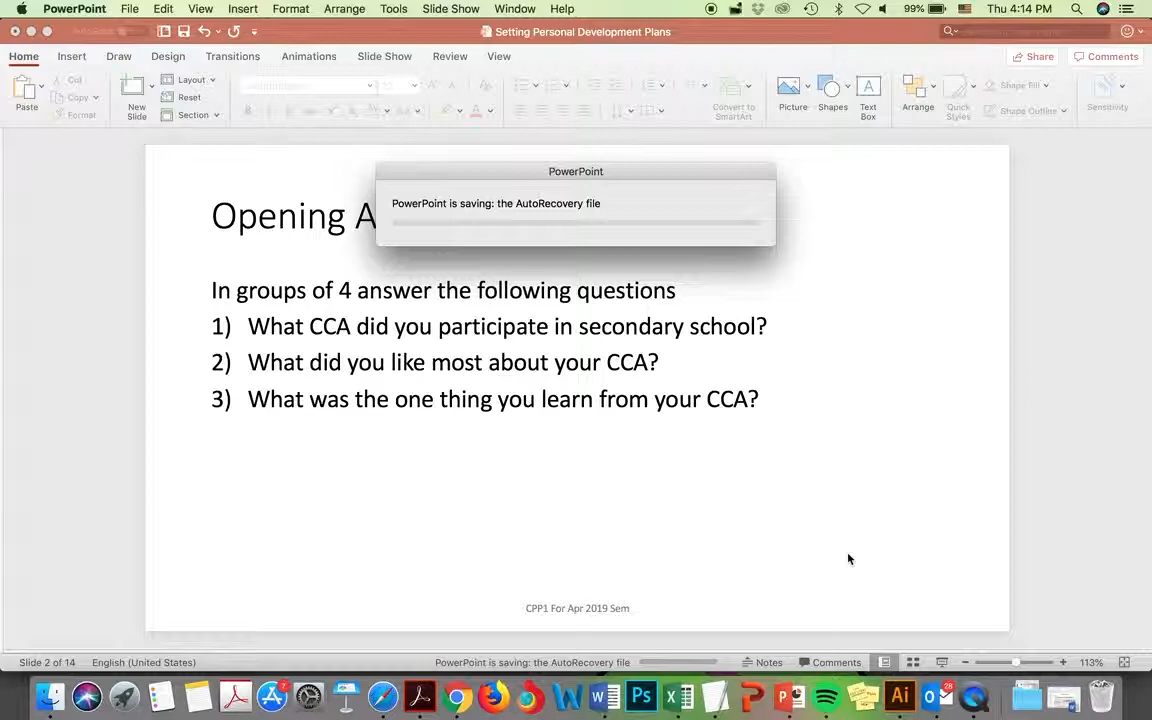 PowerPoint File Edit View Insert Format Arrange Tools Slide Show Window Help 99% Thu 4:14 PM
Setting Personal Development Plans
Home Insert Draw Design Transitions Animations Slide Show Review View Share Comments
Paste Cut Copy Format
New Slide Layout Reset Section
Convert to SmartArt
Picture Shapes Text Box
Arrange Quick Styles Shape Fill Shape Outline
Sensitivity
PowerPoint
PowerPoint is saving: the AutoRecovery file
Opening A
In groups of 4 answer the following questions
1) What CCA did you participate in secondary school?
2) What did you like most about your CCA?
3) What was the one thing you learn from your CCA?
CPP1 For Apr 2019 Sem
Slide 2 of 14 English (United States) PowerPoint is saving: the AutoRecovery file Notes Comments 113%